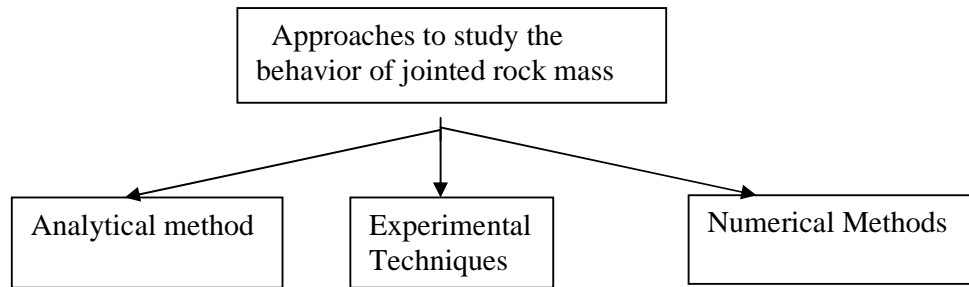 Approaches to study the
behavior of jointed rock mass
Analytical method
Experimental
Techniques
Numerical Methods